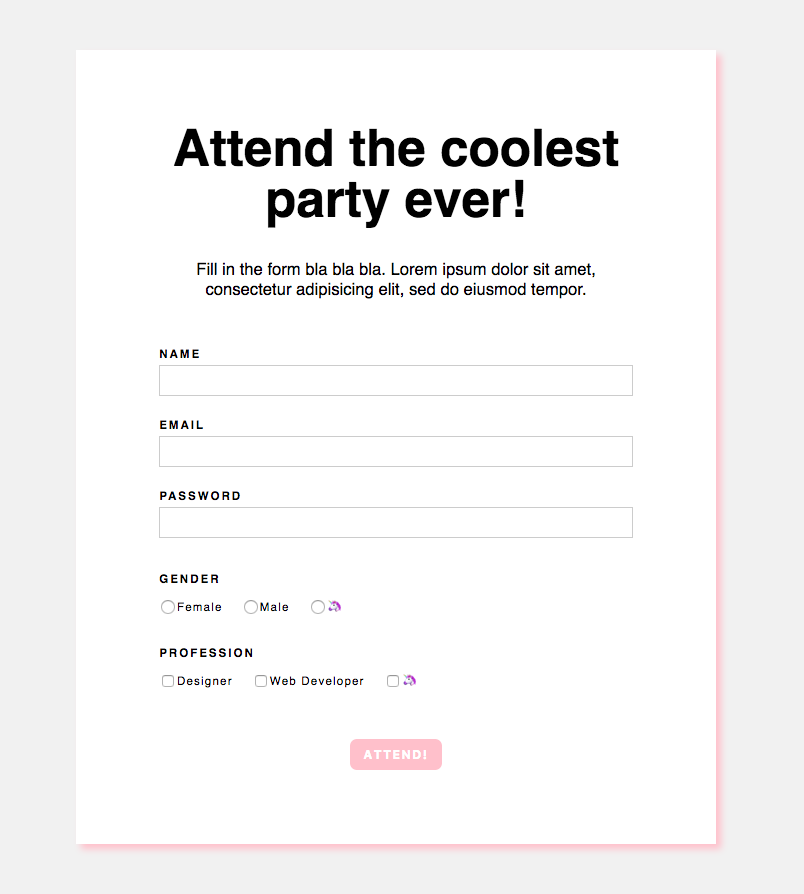 Attend the coolest
party ever!
Fill in the form bla bla bla. Lorem ipsum dolor sit amet,
consectetur adipisicing elit, sed do eiusmod tempor.
NAME
EMAIL
PASSWORD
GENDER
Female Male 🦄
PROFESSION
Designer Web Developer 🦄
ATTEND!